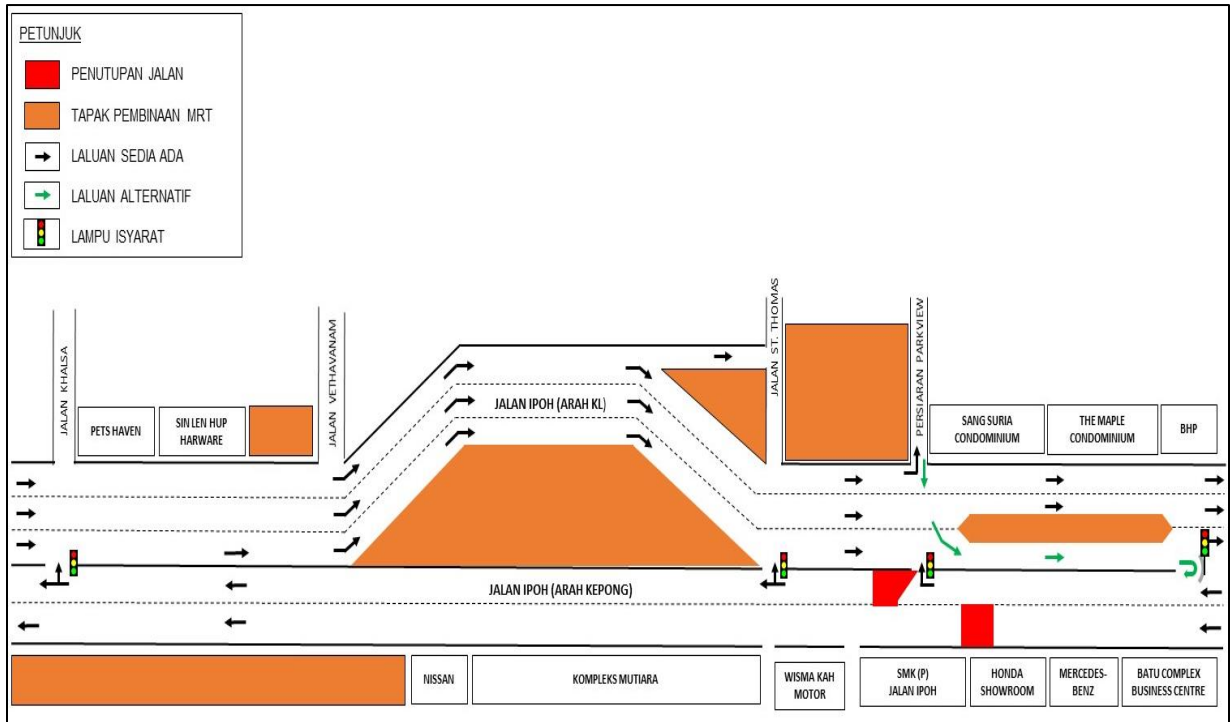 PETUNJUK
PENUTUPAN JALAN
TAPAK PEMBINAAN MRT
LALUAN SEDIA ADA
LALUAN ALTERNATIF
LAMPU ISYARAT
JALAN KHALSA
PETS HAVEN
SIN LEN HUP
HARWARE
JALAN VETHAVANAM
JALAN IPOH (ARAH KL)
JALAN ST. THOMAS
PERSIARAN PARKVIEW
SANG SURIA
CONDOMINIUM
THE MAPLE
CONDOMINIUM
BHP
JALAN IPOH (ARAH KEPONG)
NISSAN
KOMPLEKS MUTIARA
WISMA KAH
MOTOR
SMK (P)
JALAN IPOH
HONDA
SHOWROOM
MERCEDES-
BENZ
BATU COMPLEX
BUSINESS CENTRE